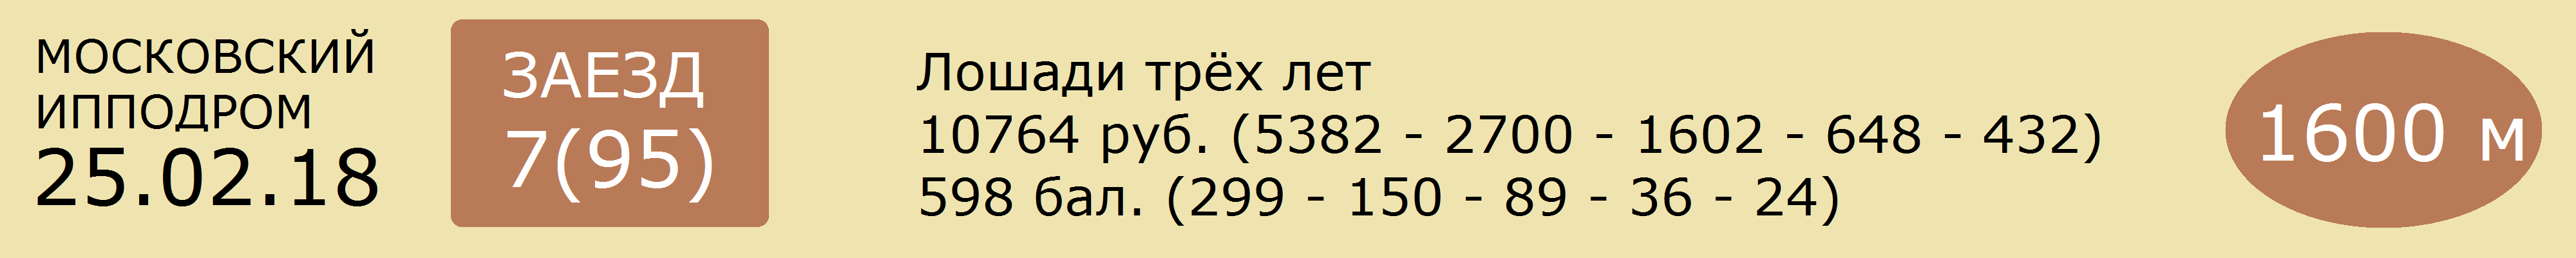 МОСКОВСКИЙ
ИППОДРОМ
25.02.18
ЗАЕЗД
7(95)
Лошади трёх лет
10764 руб. (5382 - 2700 - 1602 - 648 - 432)
598 бал. (299 - 150 - 89 - 36 - 24)
1600 м